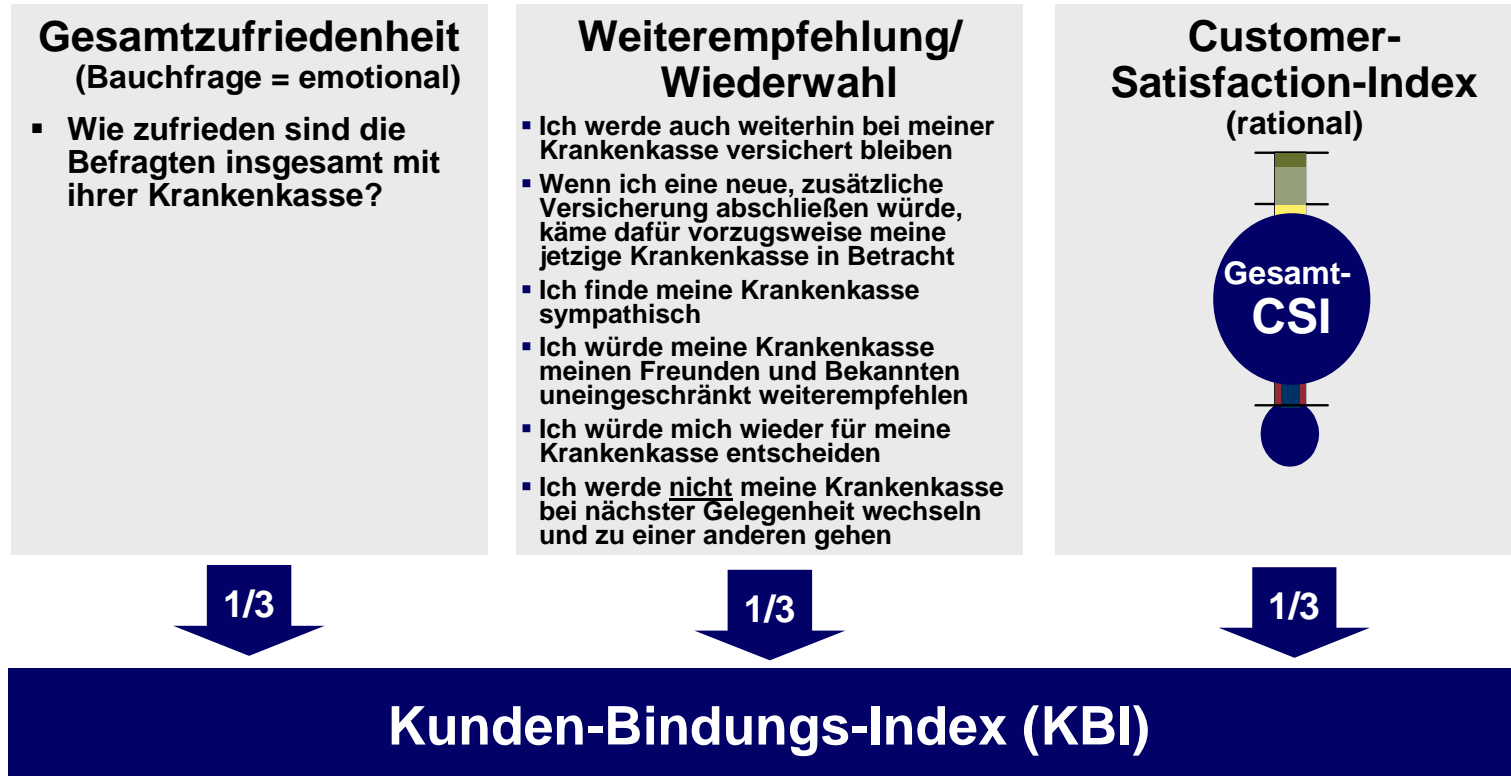 Gesamtzufriedenheit
(Bauchfrage = emotional)
▪ Wie zufrieden sind die
Befragten insgesamt mit
ihrer Krankenkasse?
Weiterempfehlung/
Wiederwahl
▪ Ich werde auch weiterhin bei meiner
Krankenkasse versichert bleiben
▪ Wenn ich eine neue, zusätzliche
Versicherung abschließen würde,
käme dafür vorzugsweise meine
jetzige Krankenkasse in Betracht
▪ Ich finde meine Krankenkasse
sympathisch
▪ Ich würde meine Krankenkasse
meinen Freunden und Bekannten
uneingeschränkt weiterempfehlen
▪ Ich würde mich wieder für meine
Krankenkasse entscheiden
▪ Ich werde nicht meine Krankenkasse
bei nächster Gelegenheit wechseln
und zu einer anderen gehen
Customer-
Satisfaction-Index
(rational)
Gesamt-
CSI
1/3
1/3
1/3
Kunden-Bindungs-Index (KBI)